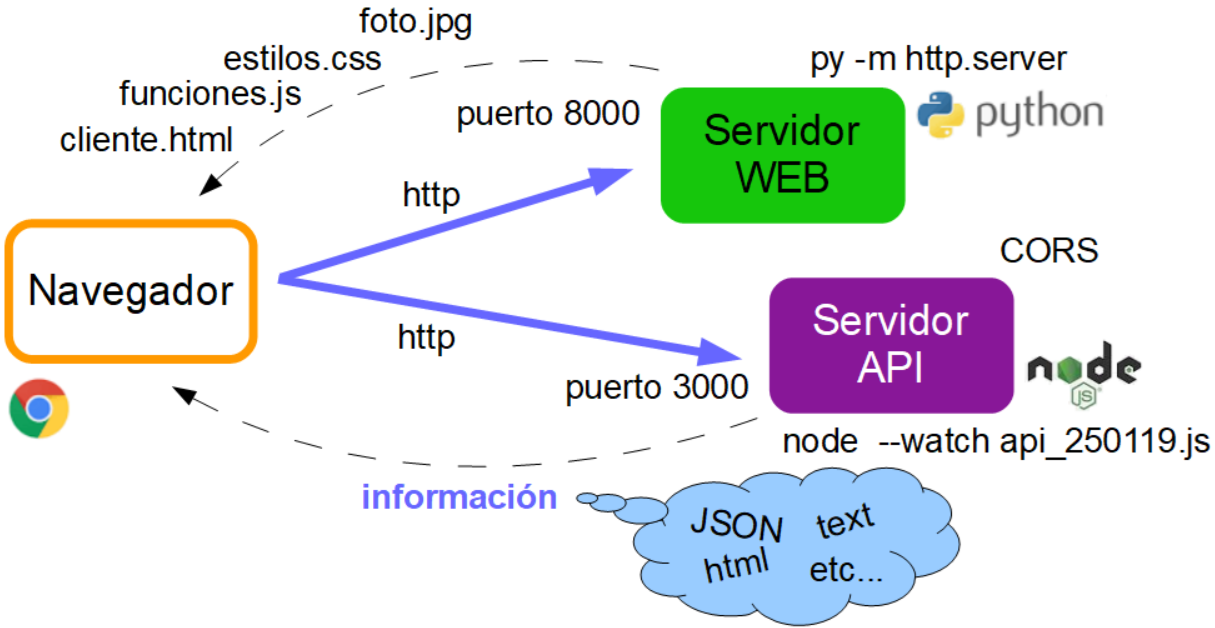 foto.jpg
estilos.css
funciones.js
cliente.html
py -m http.server
python
puerto 8000
Servidor
WEB
http
Navegador
CORS
http
Servidor
API
puerto 3000
node
JS
node --watch api_250119.js
información
JSON text
html etc...